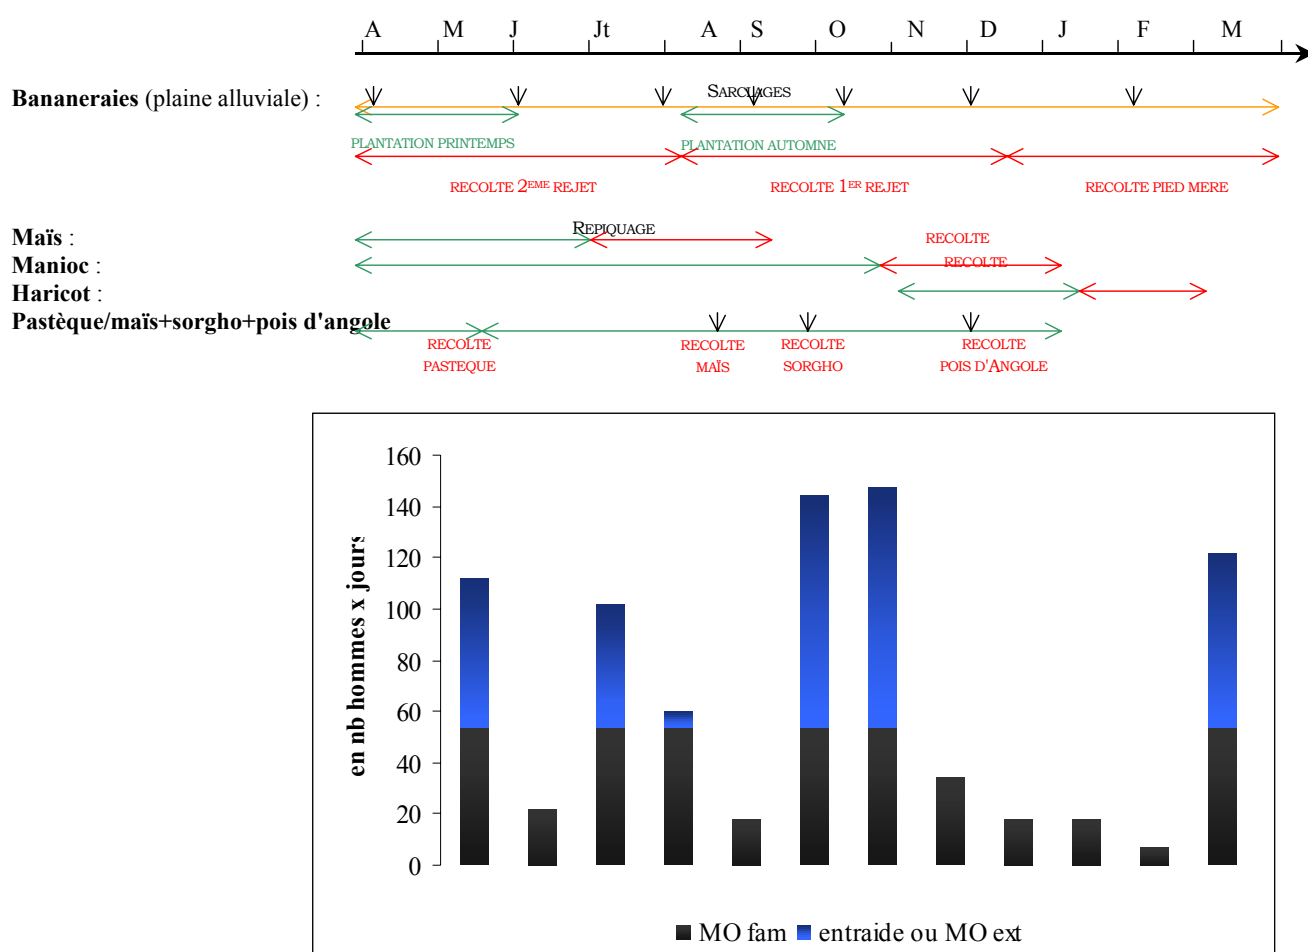 A M J Jt A S O N D J F M
Bananeraies (plaine alluviale) :
SARCLAGES
PLANTATION PRINTEMPS PLANTATION AUTOMNE
RECOLTE 2EME REJET RECOLTE 1ER REJET RECOLTE PIED MERE
Maïs : REPIQUAGE RECOLTE
Manioc : RECOLTE
Haricot :
Pastèque/maïs+sorgho+pois d'angole
RECOLTE RECOLTE RECOLTE RECOLTE
PASTEQUE MAÏS SORGHO POIS D'ANGOLE
en nb hommes x jours
160
140
120
100
80
60
40
20
0
MO fam entraide ou MO ext